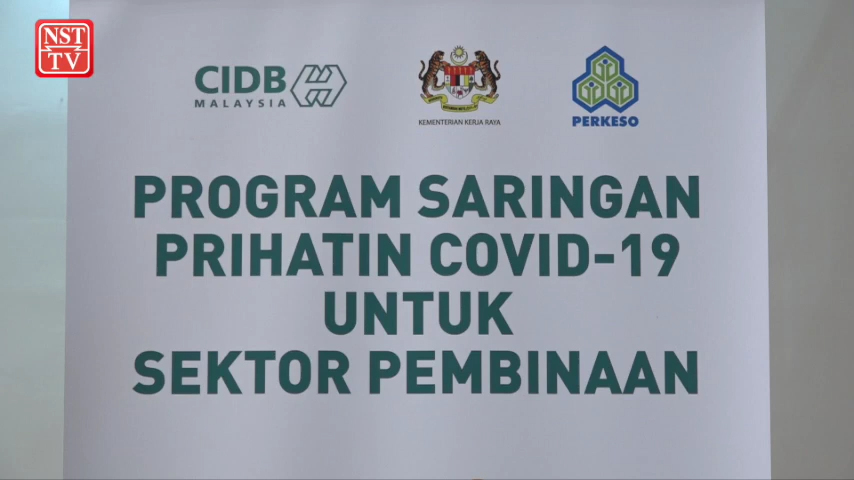 NST
TV
CIDB
MALAYSIA
KEMENTERIAN KERJA RAYA
PERKESO
PROGRAM SARINGAN
PRIHATIN COVID-19
UNTUK
SEKTOR PEMBINAAN